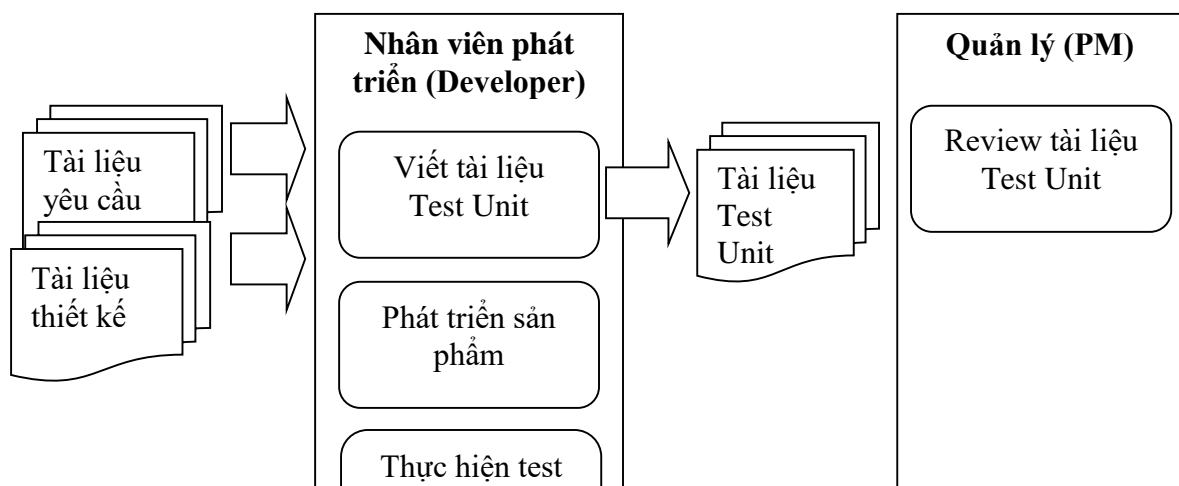 Nhân viên phát
triển (Developer)
Quản lý (PM)
Tài liệu
yêu cầu
Tài liệu
thiết kế
Viết tài liệu
Test Unit
Phát triển sản
phẩm
Thực hiện test
Tài liệu
Test
Unit
Review tài liệu
Test Unit